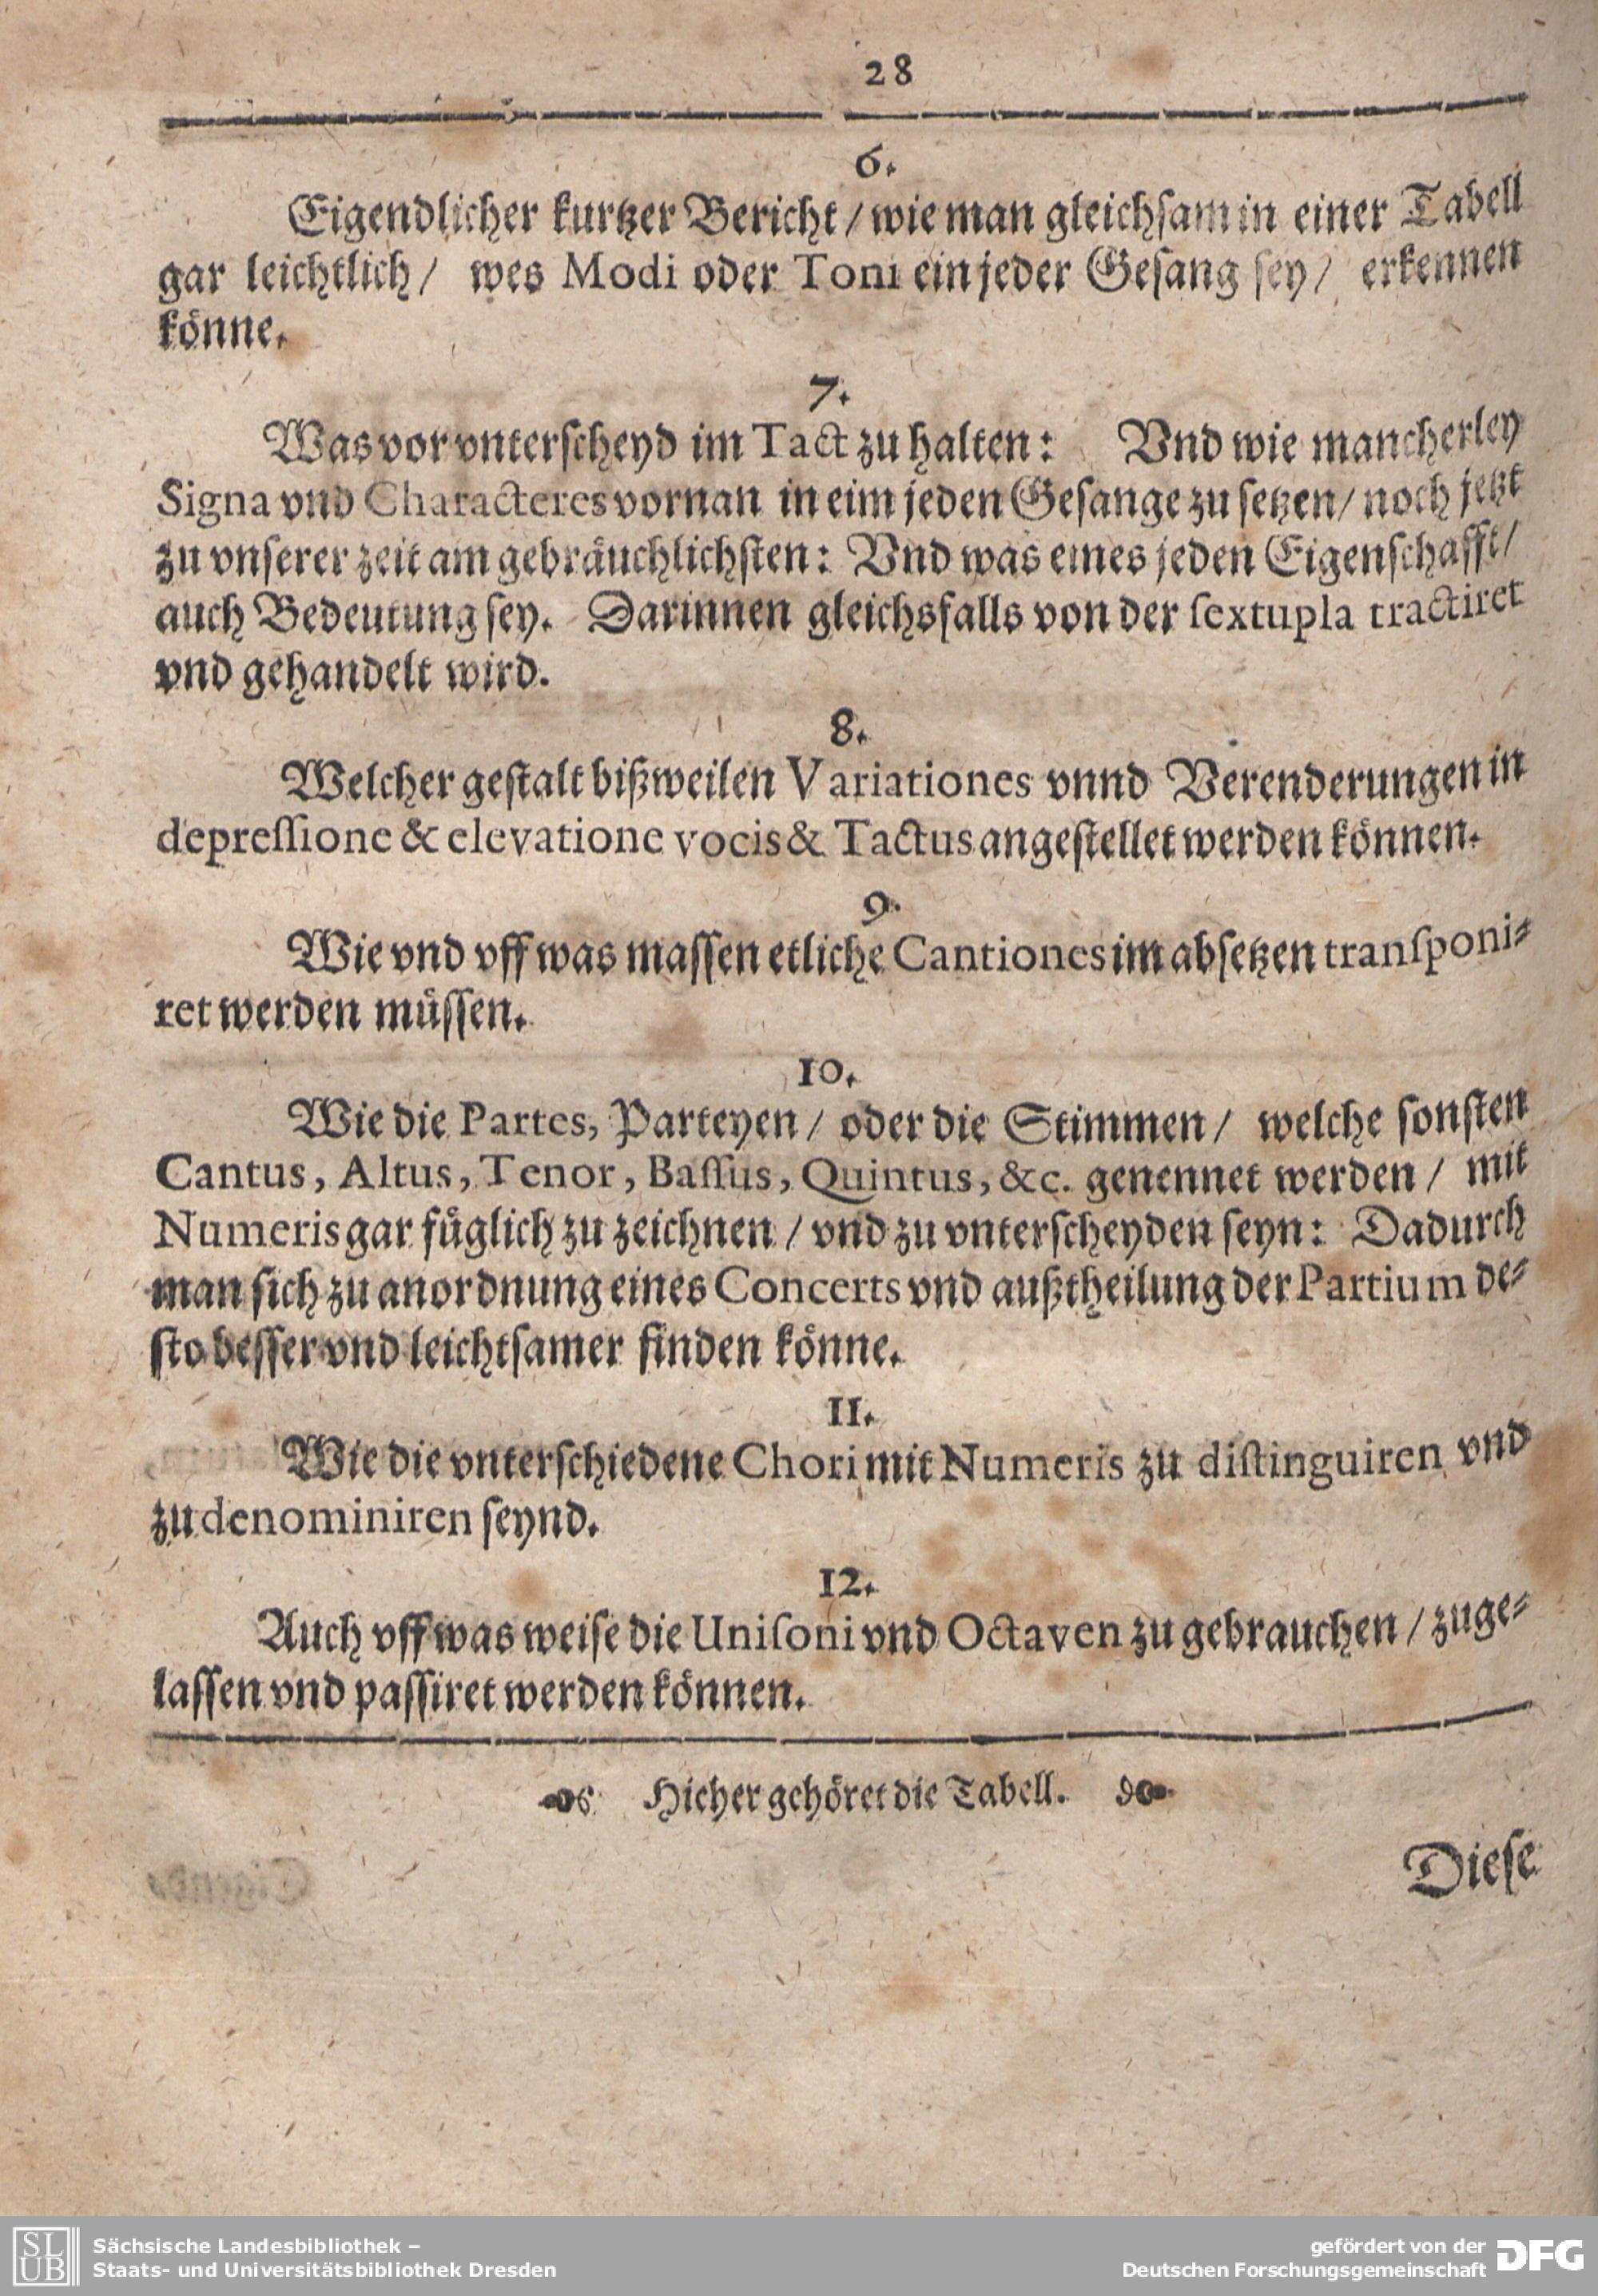 28
6.
Eigendlicher kurtzer Bericht / wie man gleichsam in einer Tabell
gar leichtlich / wes Modi oder Toni ein jeder Gesang sey / erkennen
könne.
7.
Was vor vnterscheyd im Tact zu halten: Vnd wie mancherley
Signa vnd Characteres vornan in eim jeden Gesange zu setzen / noch jetzt
zu vnserer zeit am gebräuchlichsten: Vnd was eines jeden Eigenschafft /
auch Bedeutung sey. Darinnen gleichsfalls von der sextupla tractiret
vnd gehandelt wird.
8.
Welcher gestalt bißweilen Variationes vnnd Verenderungen in
depressione & elevatione vocis & Tactus angestellet werden können.
9.
Wie vnd vff was massen etliche Cantiones im absetzen transponi-
ret werden müssen.
10.
Wie die Partes, Parteyen / oder die Stimmen / welche sonsten
Cantus, Altus, Tenor, Bassus, Quintus, &c. genennet werden / mit
Numeris gar füglich zu zeichnen / vnd zu vnterscheyden seyn: Dadurch
man sich zu anordnung eines Concerts vnd außtheilung der Partium de-
sto besser vnd leichtsamer finden könne.
11.
Wie die vnterschiedene Chori mit Numeris zu distinguiren vnd
zu denominiren seynd.
12.
Auch vff was weise die Unisoni vnd Octaven zu gebrauchen / zuge-
lassen vnd passiret werden können.
Hieher gehöret die Tabell.
Diese
SLUB
Sächsische Landesbibliothek –
Staats- und Universitätsbibliothek Dresden
gefördert von der
Deutschen Forschungsgemeinschaft
DFG